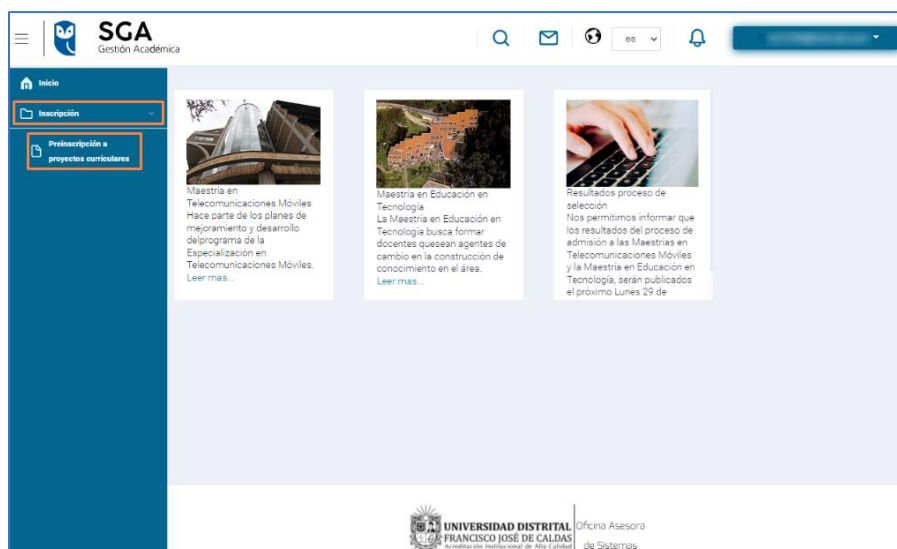 SGA
Gestión Académica
es
Inicio
Inscripción
Preinscripción a
proyectos curriculares
Maestría en
Telecomunicaciones Móviles
Hace parte de los planes de
mejoramiento y desarrollo
delprograma de la
Especialización en
Telecomunicaciones Móviles.
Leer mas...
Maestría en Educación en
Tecnología
La Maestría en Educación en
Tecnología busca formar
docentes quesean agentes de
cambio en la construcción de
conocimiento en el área.
Leer mas...
Resultados proceso de
selección
Nos permitimos informar que
los resultados del proceso de
admisión a las Maestrías en
Telecomunicaciones Móviles
y la Maestría en Educación en
Tecnología, serán publicados
el próximo Lunes 29 de
UNIVERSIDAD DISTRITAL
FRANCISCO JOSÉ DE CALDAS
Acreditación Institucional de Alta Calidad
Oficina Asesora
de Sistemas